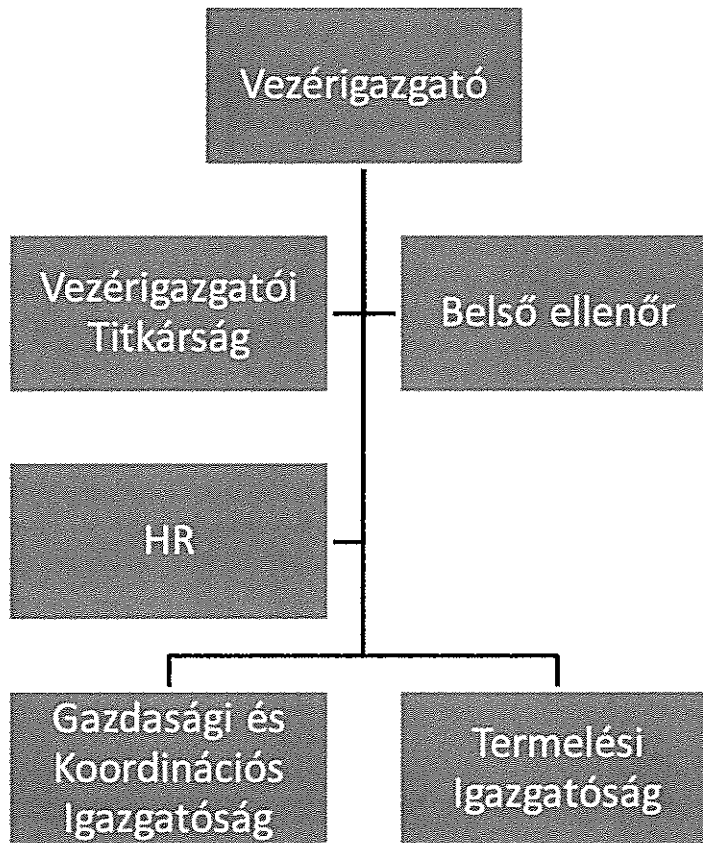 Vezérigazgató
Vezérigazgatói
Titkárság
Belső ellenőr
HR
Gazdasági és
Koordinációs
Igazgatóság
Termelési
Igazgatóság